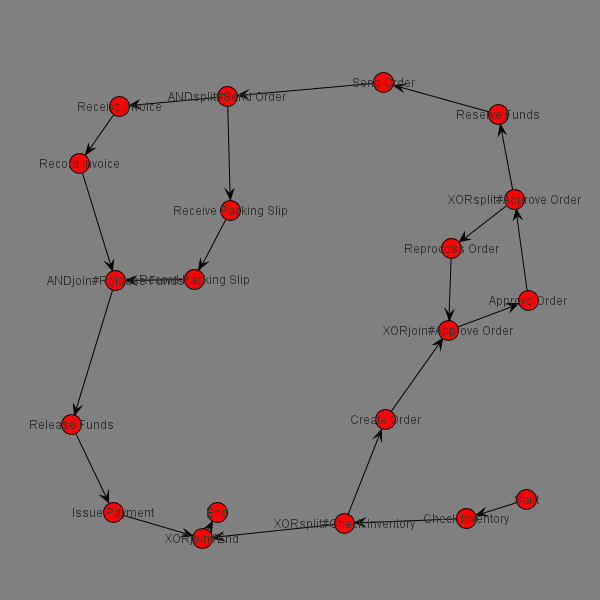 Send Order
ANDsplit#Send Order
Receive Invoice
Reserve Funds
Record Invoice
XORsplit#Approve Order
Receive Packing Slip
Reprocess Order
ANDjoin#Release Funds
Record Packing Slip
Approve Order
XORjoin#Approve Order
Create Order
Release Funds
Start
Issue Payment
End
Check Inventory
XORsplit#Check Inventory
XORjoin#End